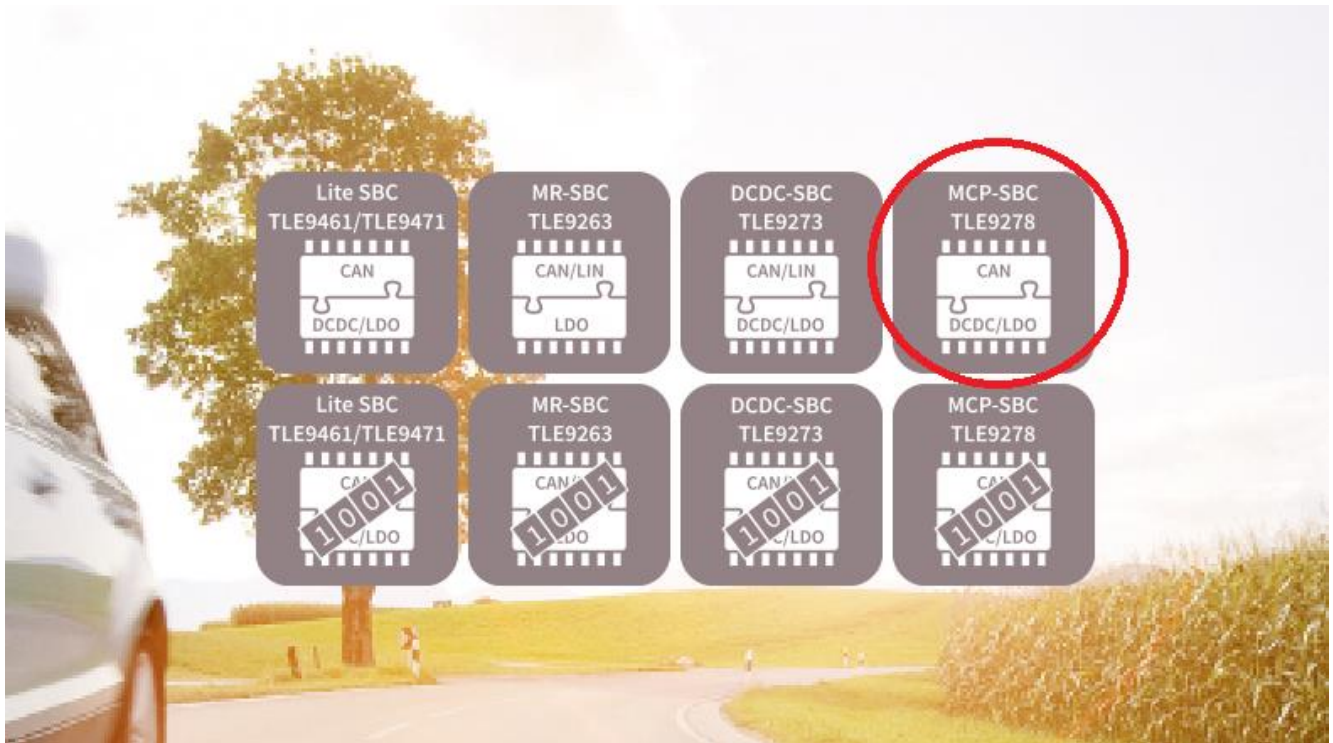 Lite SBC
TLE9461/TLE9471
CAN
DCDC/LDO
MR-SBC
TLE9263
CAN/LIN
LDO
DCDC-SBC
TLE9273
CAN/LIN
DCDC/LDO
MCP-SBC
TLE9278
CAN
DCDC/LDO
Lite SBC
TLE9461/TLE9471
1001
MR-SBC
TLE9263
1001
DCDC-SBC
TLE9273
1001
MCP-SBC
TLE9278
1001